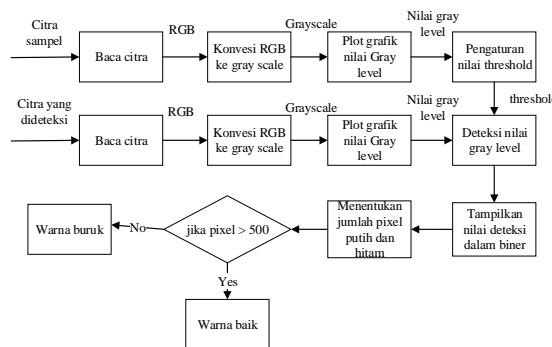 Citra
sampel
RGB
Grayscale
Nilai gray
level
Baca citra
Konvesi RGB
ke gray scale
Plot grafik
nilai Gray
level
Pengaturan
nilai threshold
Citra yang
dideteksi
RGB
Grayscale
Nilai gray
level
threshold
Baca citra
Konvesi RGB
ke gray scale
Plot grafik
nilai Gray
level
Deteksi nilai
gray level
Warna buruk
No
jika pixel > 500
Menentukan
jumlah pixel
putih dan
hitam
Tampilkan
nilai deteksi
dalam biner
Yes
Warna baik